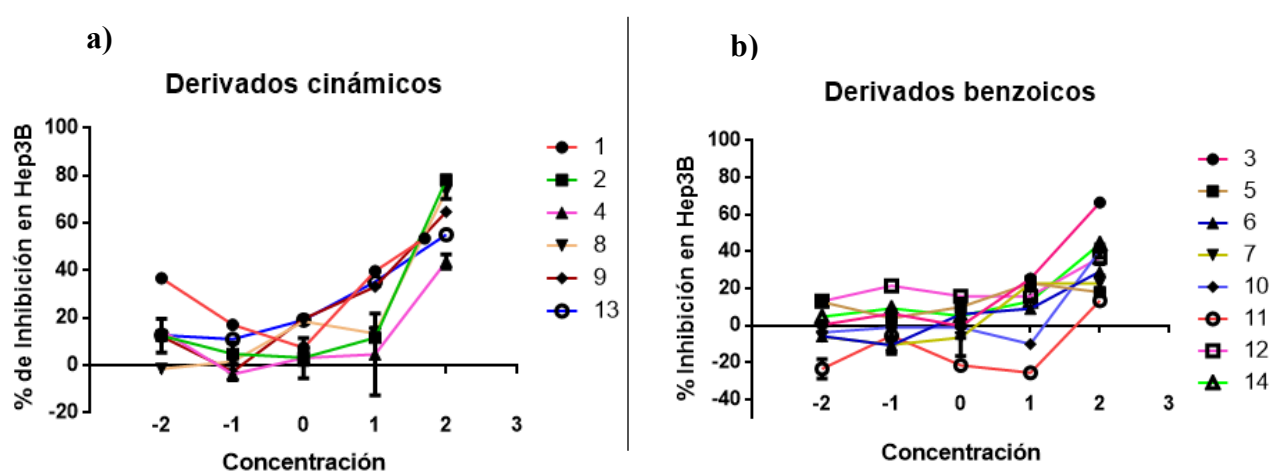 a)
Derivados cinámicos
% de Inhibición en Hep3B
100
80
60
40
20
0
-20
-2 -1 0 1 2 3
Concentración
1
2
4
8
9
13
b)
Derivados benzoicos
% Inhibición en Hep3B
100
80
60
40
20
0
-20
-40
-2 -1 0 1 2 3
Concentración
3
5
6
7
10
11
12
14